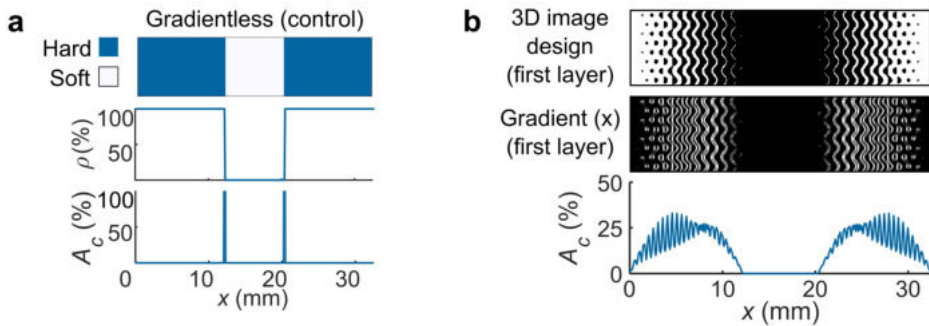 a
Gradientless (control)
Hard
Soft
100
50
ρ (%)
100
50
A_c (%)
0
10
20
30
x (mm)
b
3D image
design
(first layer)
Gradient (x)
(first layer)
50
25
0
A_c (%)
0
10
20
30
x (mm)